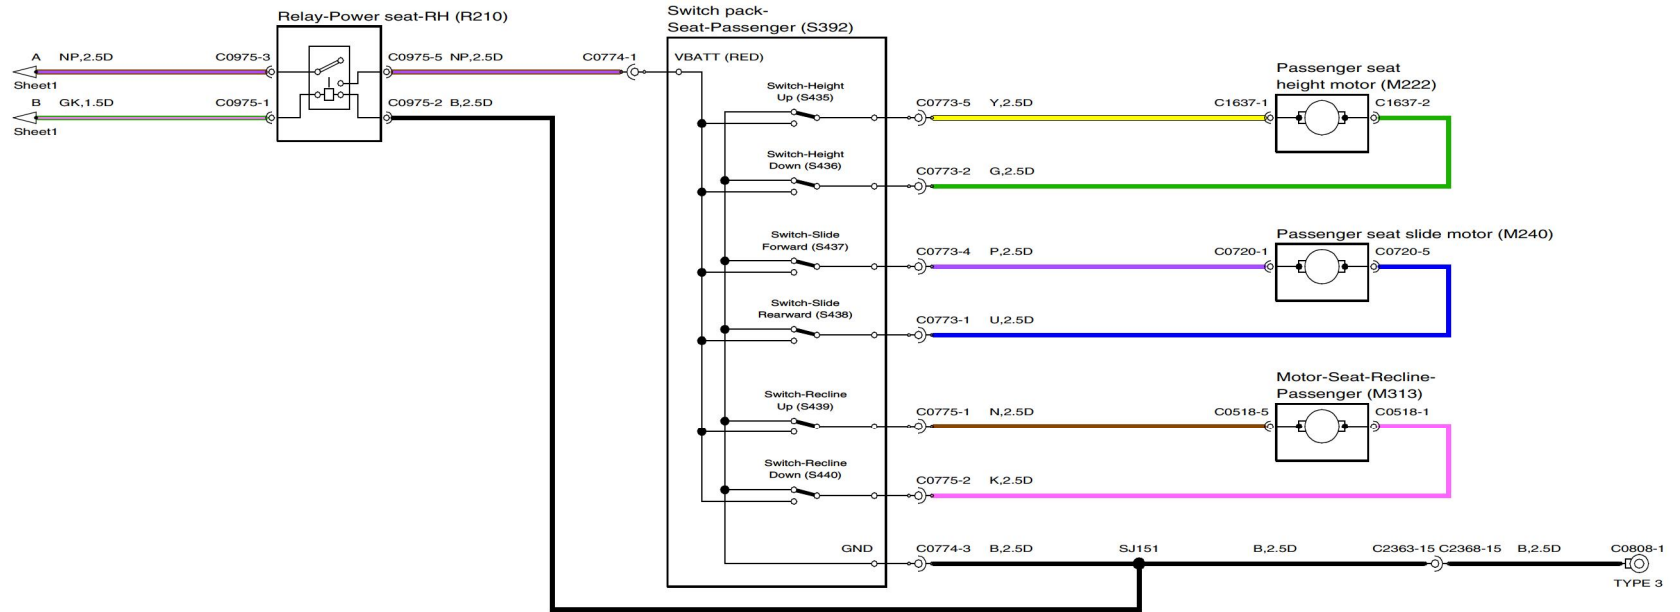 Relay-Power seat-RH (R210)
Switch pack-
Seat-Passenger (S392)
A NP,2.5D C0975-3 C0975-5 NP,2.5D C0774-1 VBATT (RED)
Sheet1
B GK,1.5D C0975-1 C0975-2 B,2.5D
Sheet1
Switch-Height
Up (S435)
C0773-5 Y,2.5D C1637-1 C1637-2
Passenger seat
height motor (M222)
Switch-Height
Down (S436)
C0773-2 G,2.5D
Switch-Slide
Forward (S437)
C0773-4 P,2.5D C0720-1 C0720-5
Passenger seat slide motor (M240)
Switch-Slide
Rearward (S438)
C0773-1 U,2.5D
Motor-Seat-Recline-
Passenger (M313)
Switch-Recline
Up (S439)
C0775-1 N,2.5D C0518-5 C0518-1
Switch-Recline
Down (S440)
C0775-2 K,2.5D
GND C0774-3 B,2.5D SJ151 B,2.5D C2363-15 C2368-15 B,2.5D C0808-1
TYPE 3